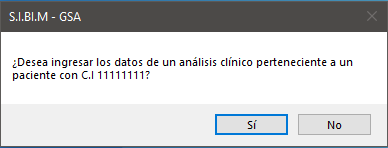 S.I.BI.M - GSA
¿Desea ingresar los datos de un análisis clínico perteneciente a un
paciente con C.I 11111111?
Sí
No